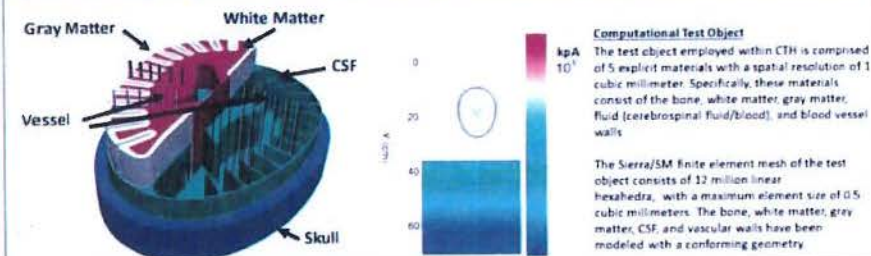 Gray Matter
White Matter
CSF
Vessel
Skull
0
20
40
60
kpA
Computational Test Object
The test object employed within CTH is comprised
of 5 explicit materials with a spatial resolution of 1
cubic millimeter. Specifically, these materials
consist of the bone, white matter, gray matter,
fluid (cerebrospinal fluid/blood), and blood vessel
walls
The Sierra/SM finite element mesh of the test
object consists of 12 million linear
hexahedra, with a maximum element size of 0.5
cubic millimeters. The bone, white matter, gray
matter, CSF, and vascular walls have been
modeled with a conforming geometry